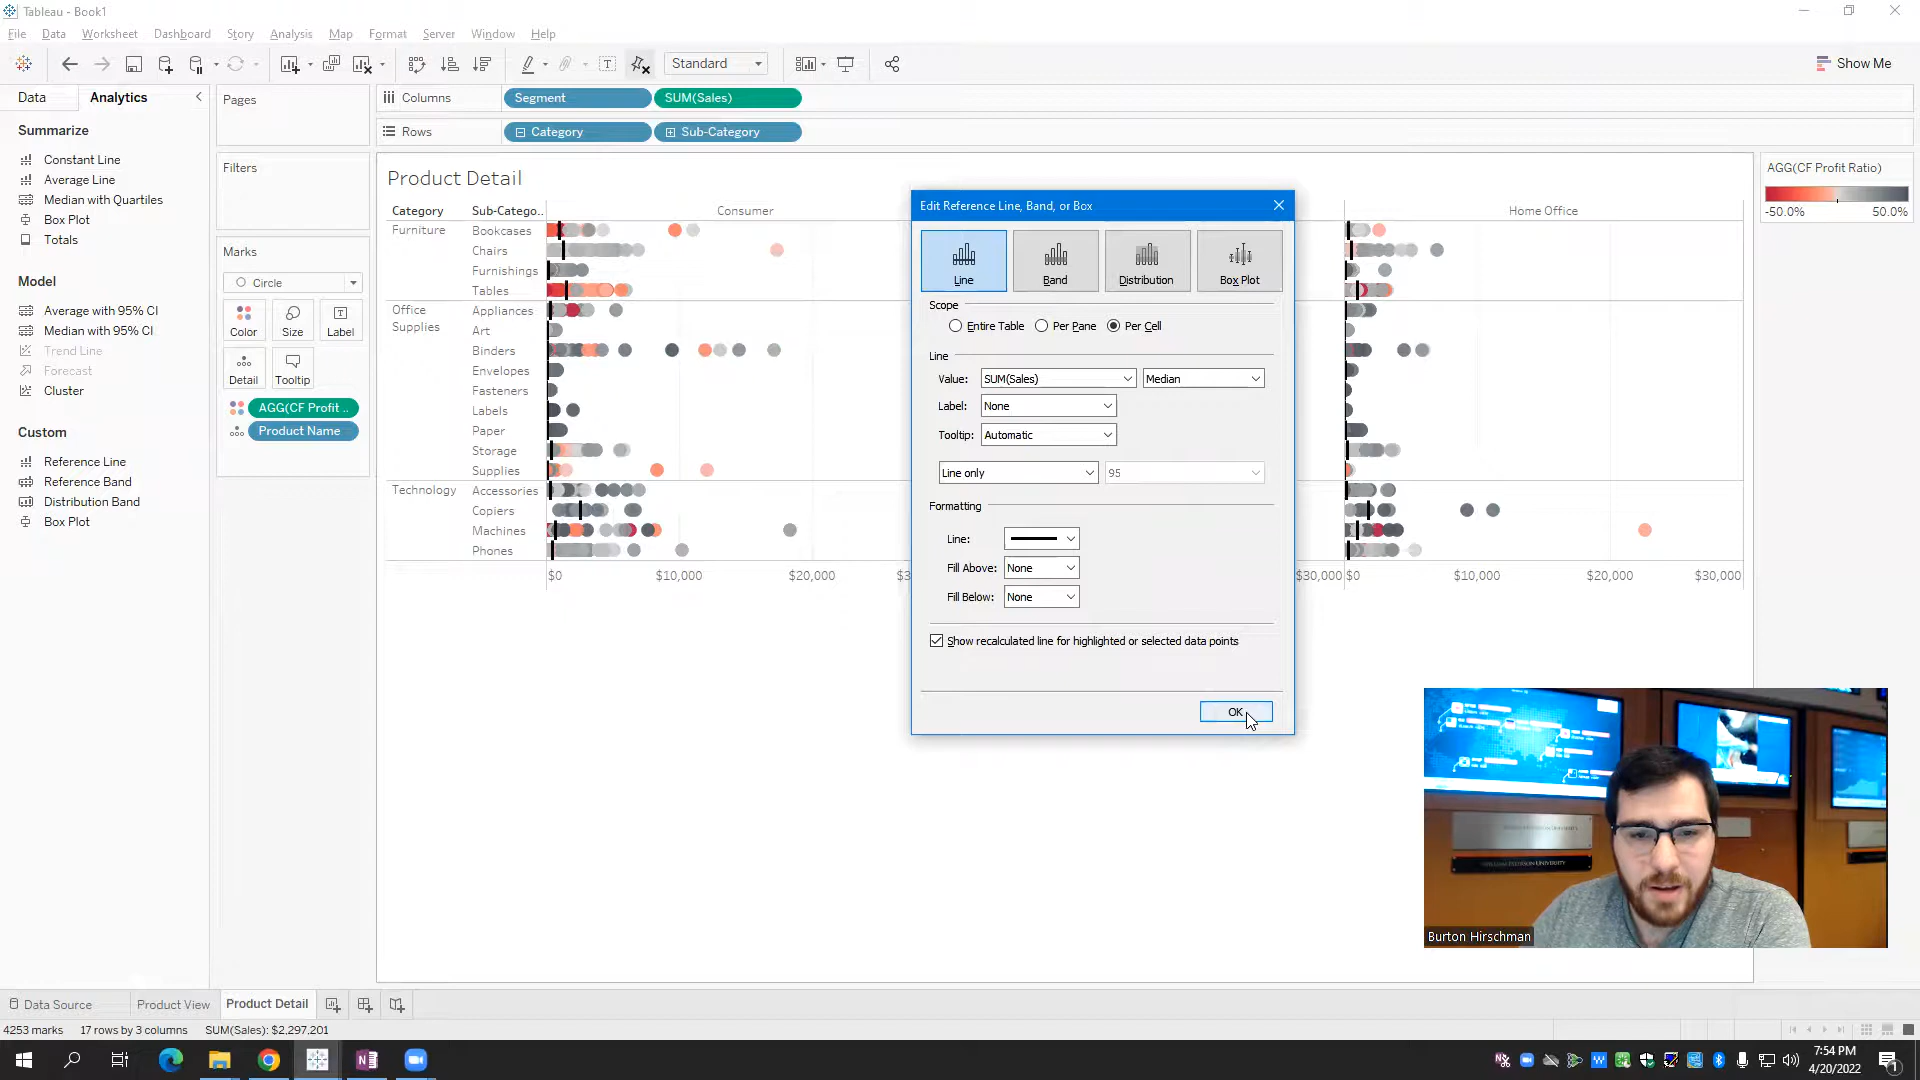 Tableau - Book1
File Data Worksheet Dashboard Story Analysis Map Format Server Window Help
Standard
Show Me
Data Analytics
Pages
Columns Segment SUM(Sales)
Rows Category Sub-Category
Summarize
Constant Line
Average Line
Median with Quartiles
Box Plot
Totals
Model
Average with 95% CI
Median with 95% CI
Trend Line
Forecast
Cluster
Custom
Reference Line
Reference Band
Distribution Band
Box Plot
Filters
Marks
Circle
Color Size Label
Detail Tooltip
AGG(CF Profit ..
Product Name
Product Detail
Category Sub-Catego.. Consumer Home Office
Furniture Bookcases
Chairs
Furnishings
Tables
Office Supplies Appliances
Art
Binders
Envelopes
Fasteners
Labels
Paper
Storage
Supplies
Technology Accessories
Copiers
Machines
Phones
$0 $10,000 $20,000 $3 $30,000 $0 $10,000 $20,000 $30,000
Edit Reference Line, Band, or Box
Line Band Distribution Box Plot
Scope
Entire Table Per Pane Per Cell
Line
Value: SUM(Sales) Median
Label: None
Tooltip: Automatic
Line only 95
Formatting
Line:
Fill Above: None
Fill Below: None
Show recalculated line for highlighted or selected data points
OK
AGG(CF Profit Ratio)
-50.0% 50.0%
Burton Hirschman
Data Source Product View Product Detail
4253 marks 17 rows by 3 columns SUM(Sales): $2,297,201
7:54 PM
4/20/2022
1